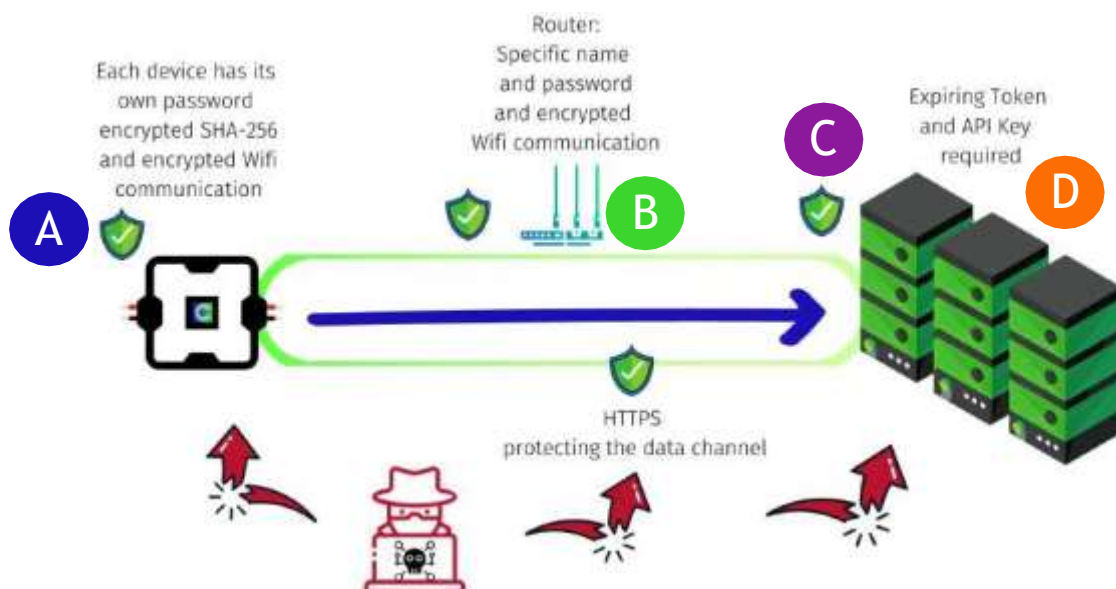 Each device has its
own password
encrypted SHA-256
and encrypted Wifi
communication
Router:
Specific name
and password
and encrypted
Wifi communication
Expiring Token
and API Key
required
A
B
C
D
HTTPS
protecting the data channel